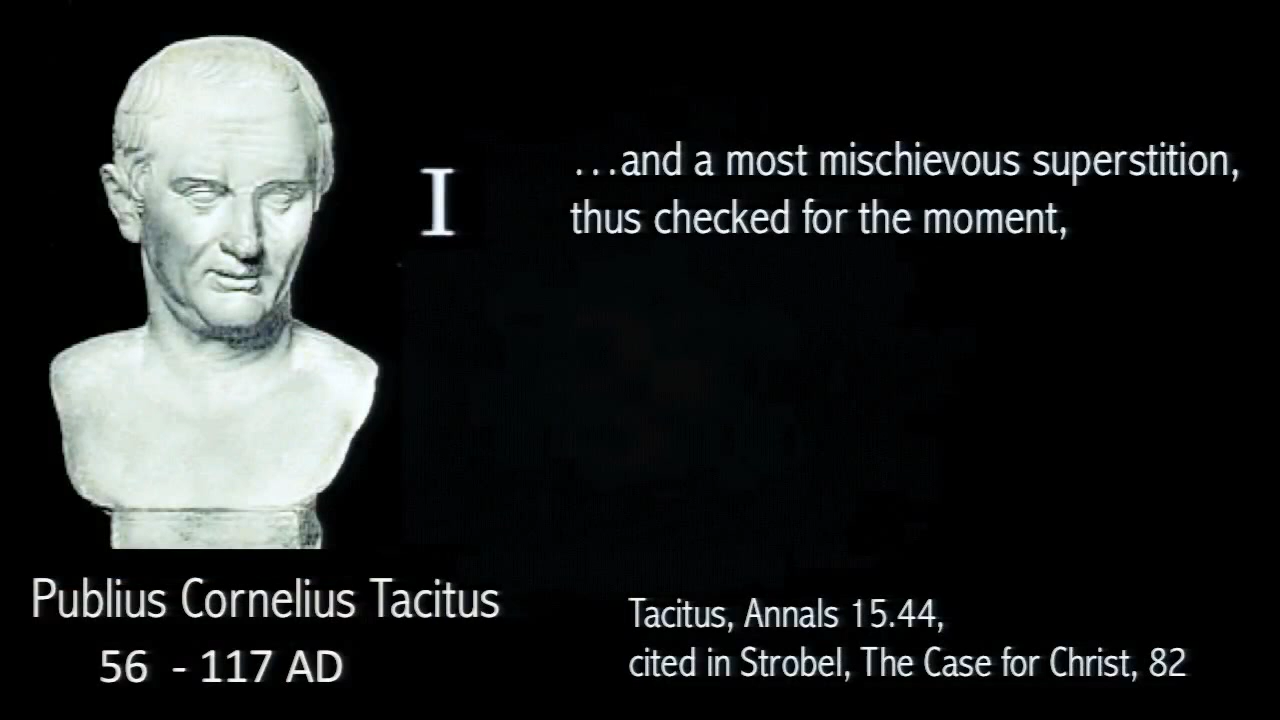 I
…and a most mischievous superstition,
thus checked for the moment,
Publius Cornelius Tacitus
56 - 117 AD
Tacitus, Annals 15.44,
cited in Strobel, The Case for Christ, 82